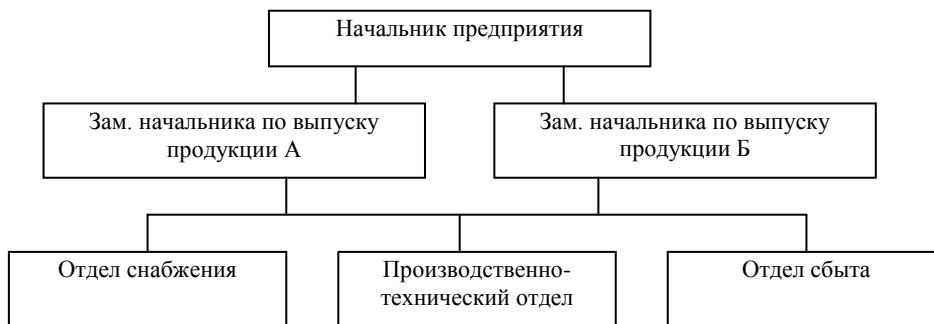 Начальник предприятия
Зам. начальника по выпуску
продукции А
Зам. начальника по выпуску
продукции Б
Отдел снабжения
Производственно-
технический отдел
Отдел сбыта